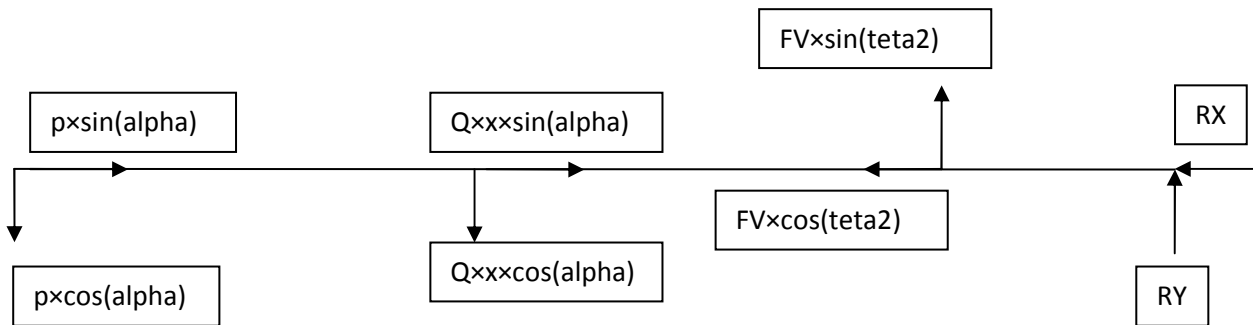 FV×sin(teta2)
p×sin(alpha)
Q×x×sin(alpha)
RX
FV×cos(teta2)
p×cos(alpha)
Q×x×cos(alpha)
RY